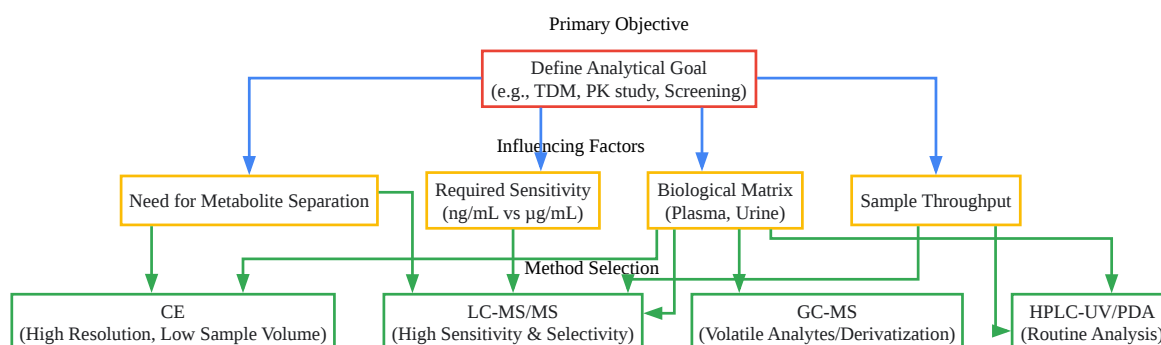 Primary Objective
Define Analytical Goal
(e.g., TDM, PK study, Screening)
Influencing Factors
Need for Metabolite Separation
Required Sensitivity
(ng/mL vs µg/mL)
Biological Matrix
(Plasma, Urine)
Sample Throughput
Method Selection
CE
(High Resolution, Low Sample Volume)
LC-MS/MS
(High Sensitivity & Selectivity)
GC-MS
(Volatile Analytes/Derivatization)
HPLC-UV/PDA
(Routine Analysis)